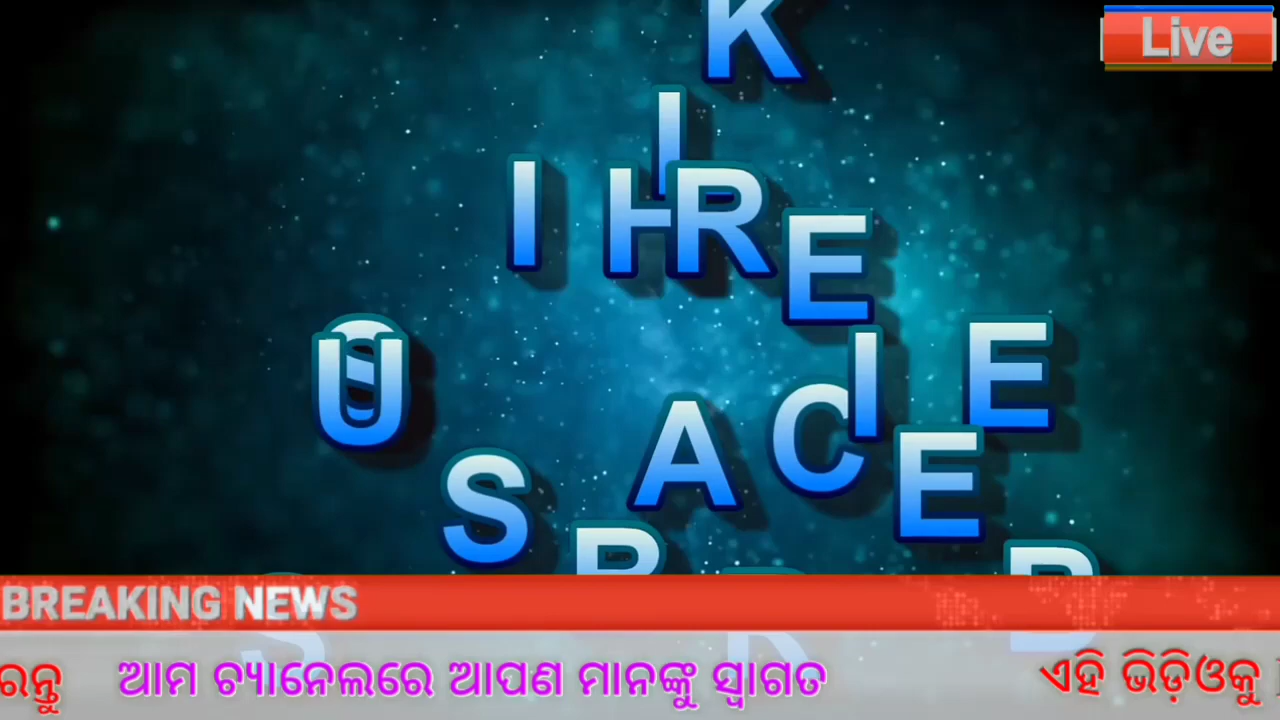 Live
K
I
I H R E
U S I E
S A C E
R R
BREAKING NEWS
ରନ୍ତୁ ଆମ ଚ୍ୟାନେଲରେ ଆପଣ ମାନଙ୍କୁ ସ୍ୱାଗତ ଏହି ଭିଡ଼ିଓକୁ